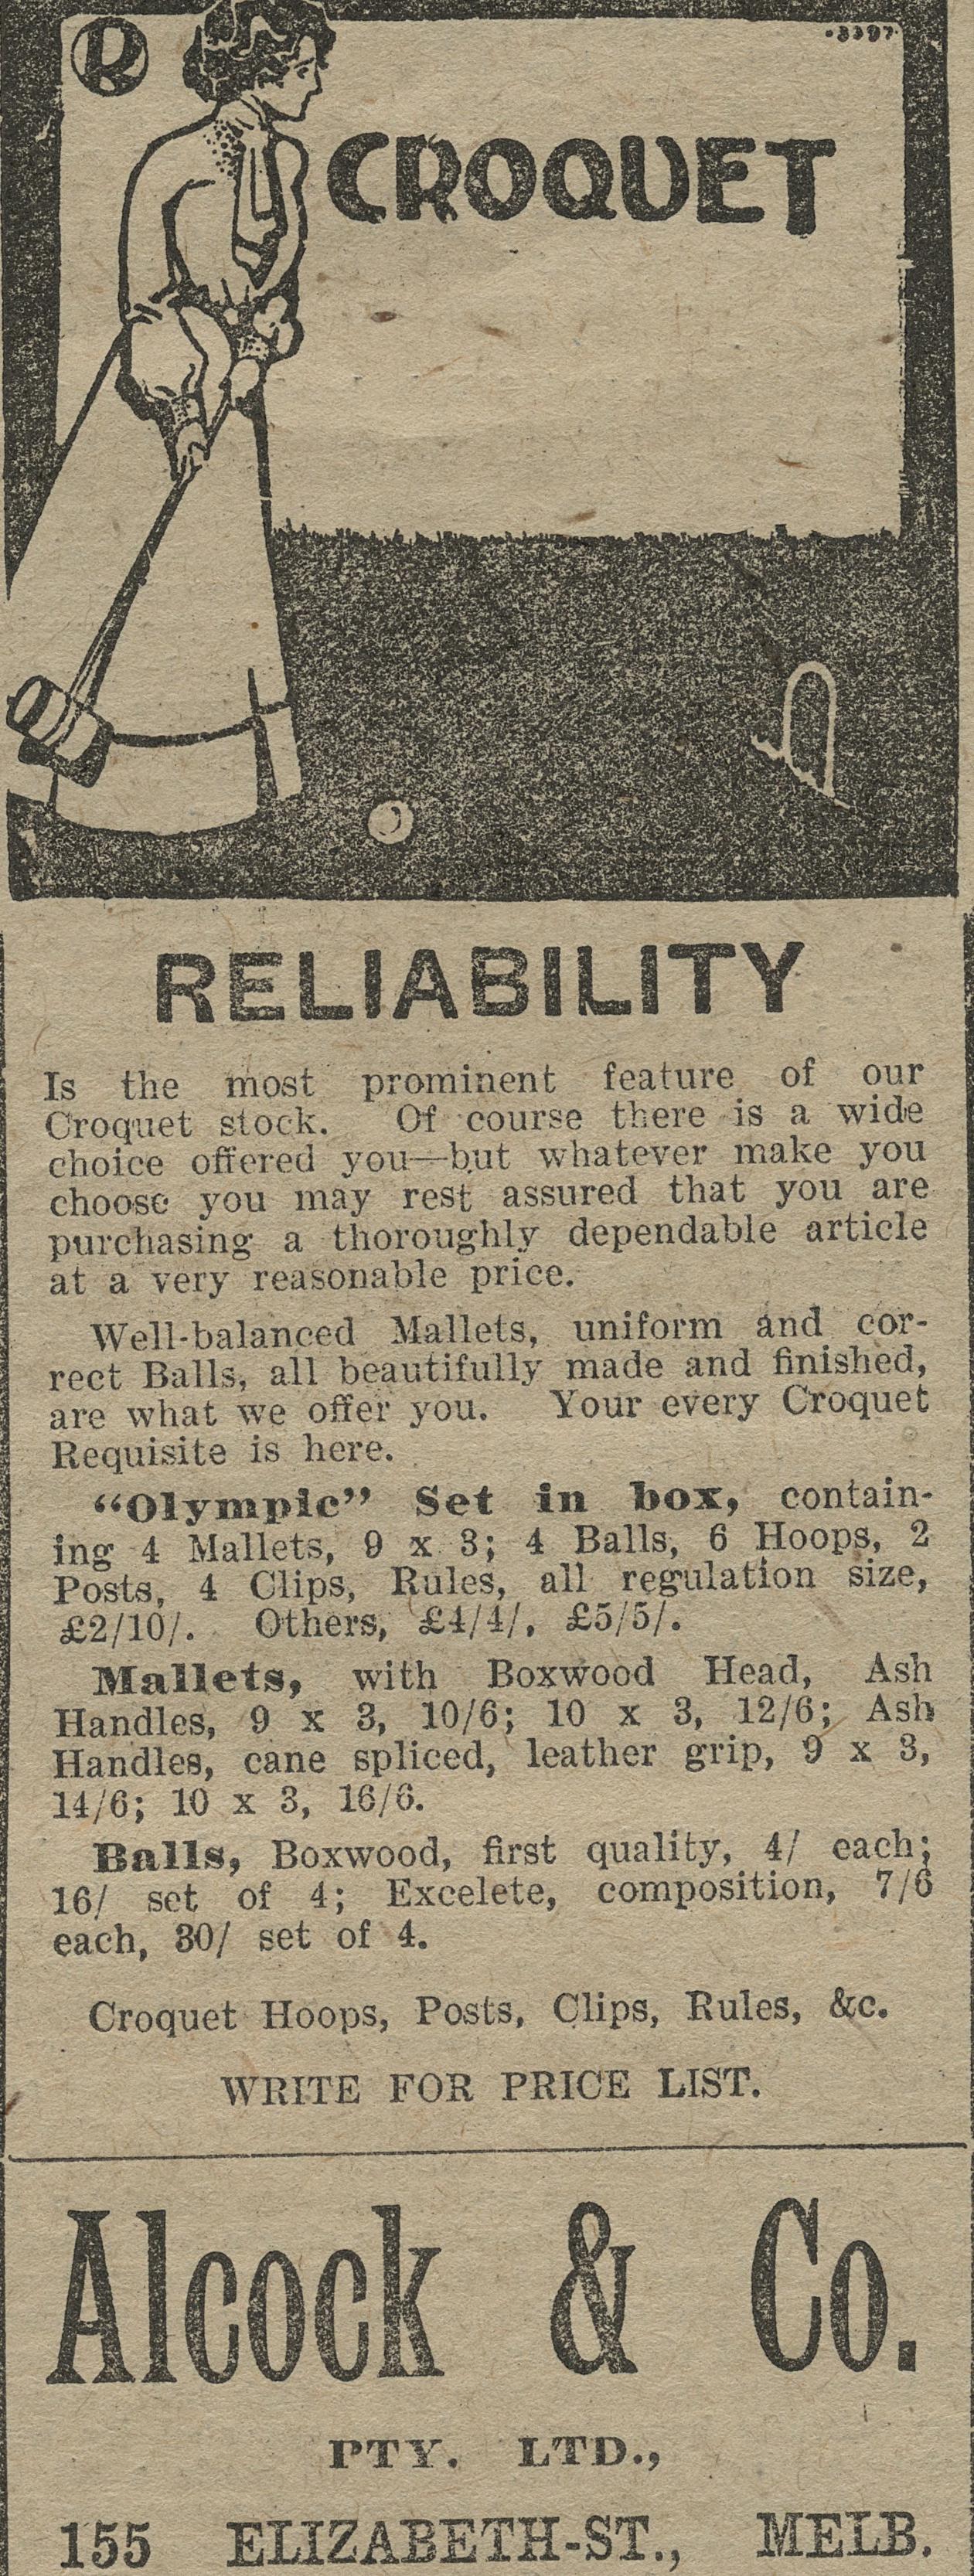 R
3397
CROQUET
RELIABILITY
Is the most prominent feature of our
Croquet stock. Of course there is a wide
choice offered you—but whatever make you
choose you may rest assured that you are
purchasing a thoroughly dependable article
at a very reasonable price.
Well-balanced Mallets, uniform and cor-
rect Balls, all beautifully made and finished,
are what we offer you. Your every Croquet
Requisite is here.
“Olympic” Set in box, contain-
ing 4 Mallets, 9 x 3; 4 Balls, 6 Hoops, 2
Posts, 4 Clips, Rules, all regulation size,
£2/10/. Others, £4/4/, £5/5/.
Mallets, with Boxwood Head, Ash
Handles, 9 x 3, 10/6; 10 x 3, 12/6; Ash
Handles, cane spliced, leather grip, 9 x 3,
14/6; 10 x 3, 16/6.
Balls, Boxwood, first quality, 4/ each;
16/ set of 4; Excelete, composition, 7/6
each, 30/ set of 4.
Croquet Hoops, Posts, Clips, Rules, &c.
WRITE FOR PRICE LIST.
Alcock & Co.
PTY. LTD.,
155 ELIZABETH-ST., MELB.